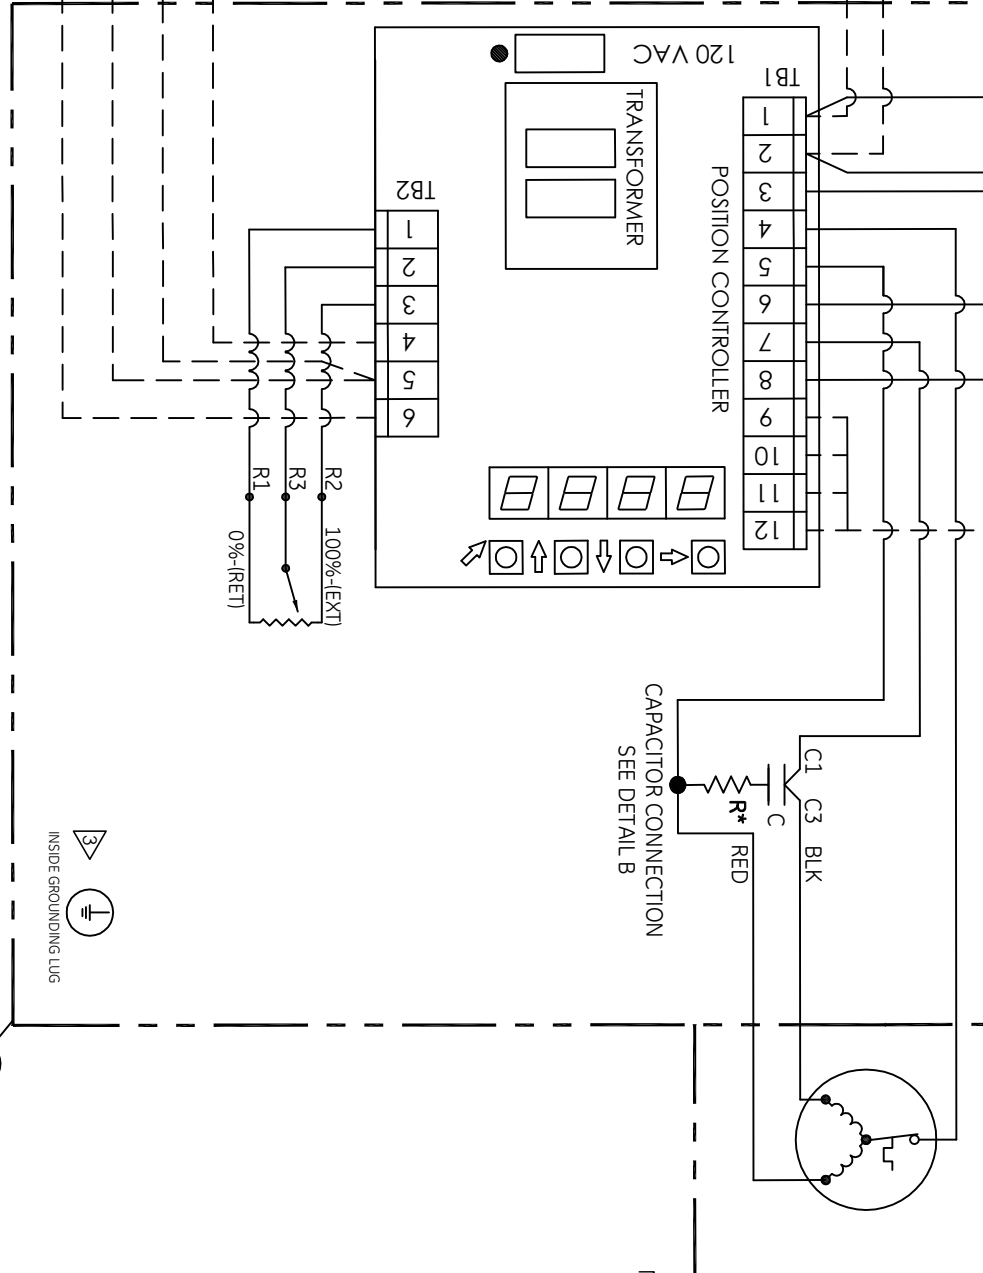 120 VAC
TRANSFORMER
POSITION CONTROLLER
TB1
1
2
3
4
5
6
7
8
9
10
11
12
TB2
1
2
3
4
5
6
R1
R3
R2
0%-(RET)
100%-(EXT)
CAPACITOR CONNECTION
SEE DETAIL B
C1
C3
BLK
C
R*
RED
3
INSIDE GROUNDING LUG